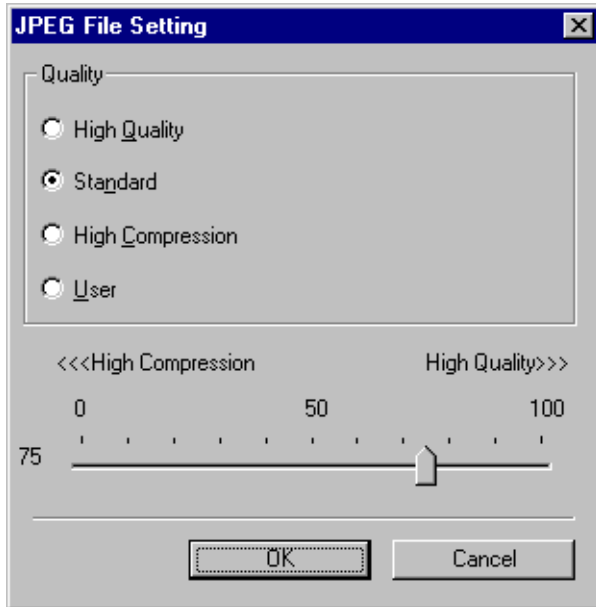 JPEG File Setting
Quality
High Quality
Standard
High Compression
User
<<<High Compression High Quality>>>
0 50 100
75
OK Cancel